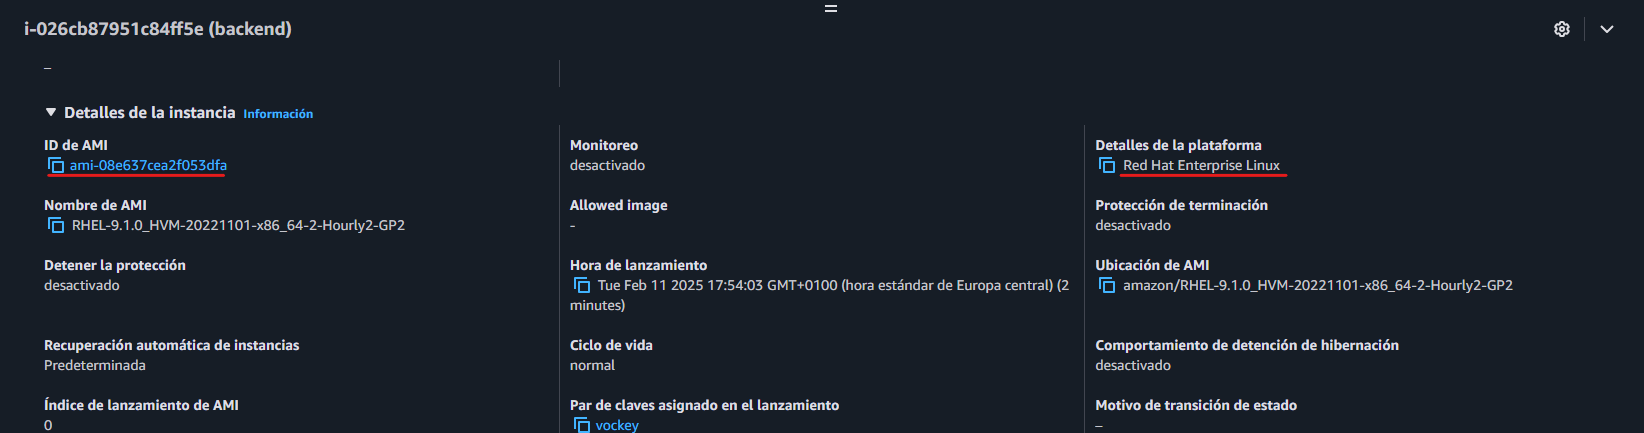 i-026cb87951c84ff5e (backend)
–
Detalles de la instancia Información
ID de AMI
ami-08e637cea2f053dfa
Monitoreo
desactivado
Detalles de la plataforma
Red Hat Enterprise Linux
Nombre de AMI
RHEL-9.1.0_HVM-20221101-x86_64-2-Hourly2-GP2
Allowed image
-
Protección de terminación
desactivado
Detener la protección
desactivado
Hora de lanzamiento
Tue Feb 11 2025 17:54:03 GMT+0100 (hora estándar de Europa central) (2
minutes)
Ubicación de AMI
amazon/RHEL-9.1.0_HVM-20221101-x86_64-2-Hourly2-GP2
Recuperación automática de instancias
Predeterminada
Ciclo de vida
normal
Comportamiento de detención de hibernación
desactivado
Índice de lanzamiento de AMI
0
Par de claves asignado en el lanzamiento
vockey
Motivo de transición de estado
–